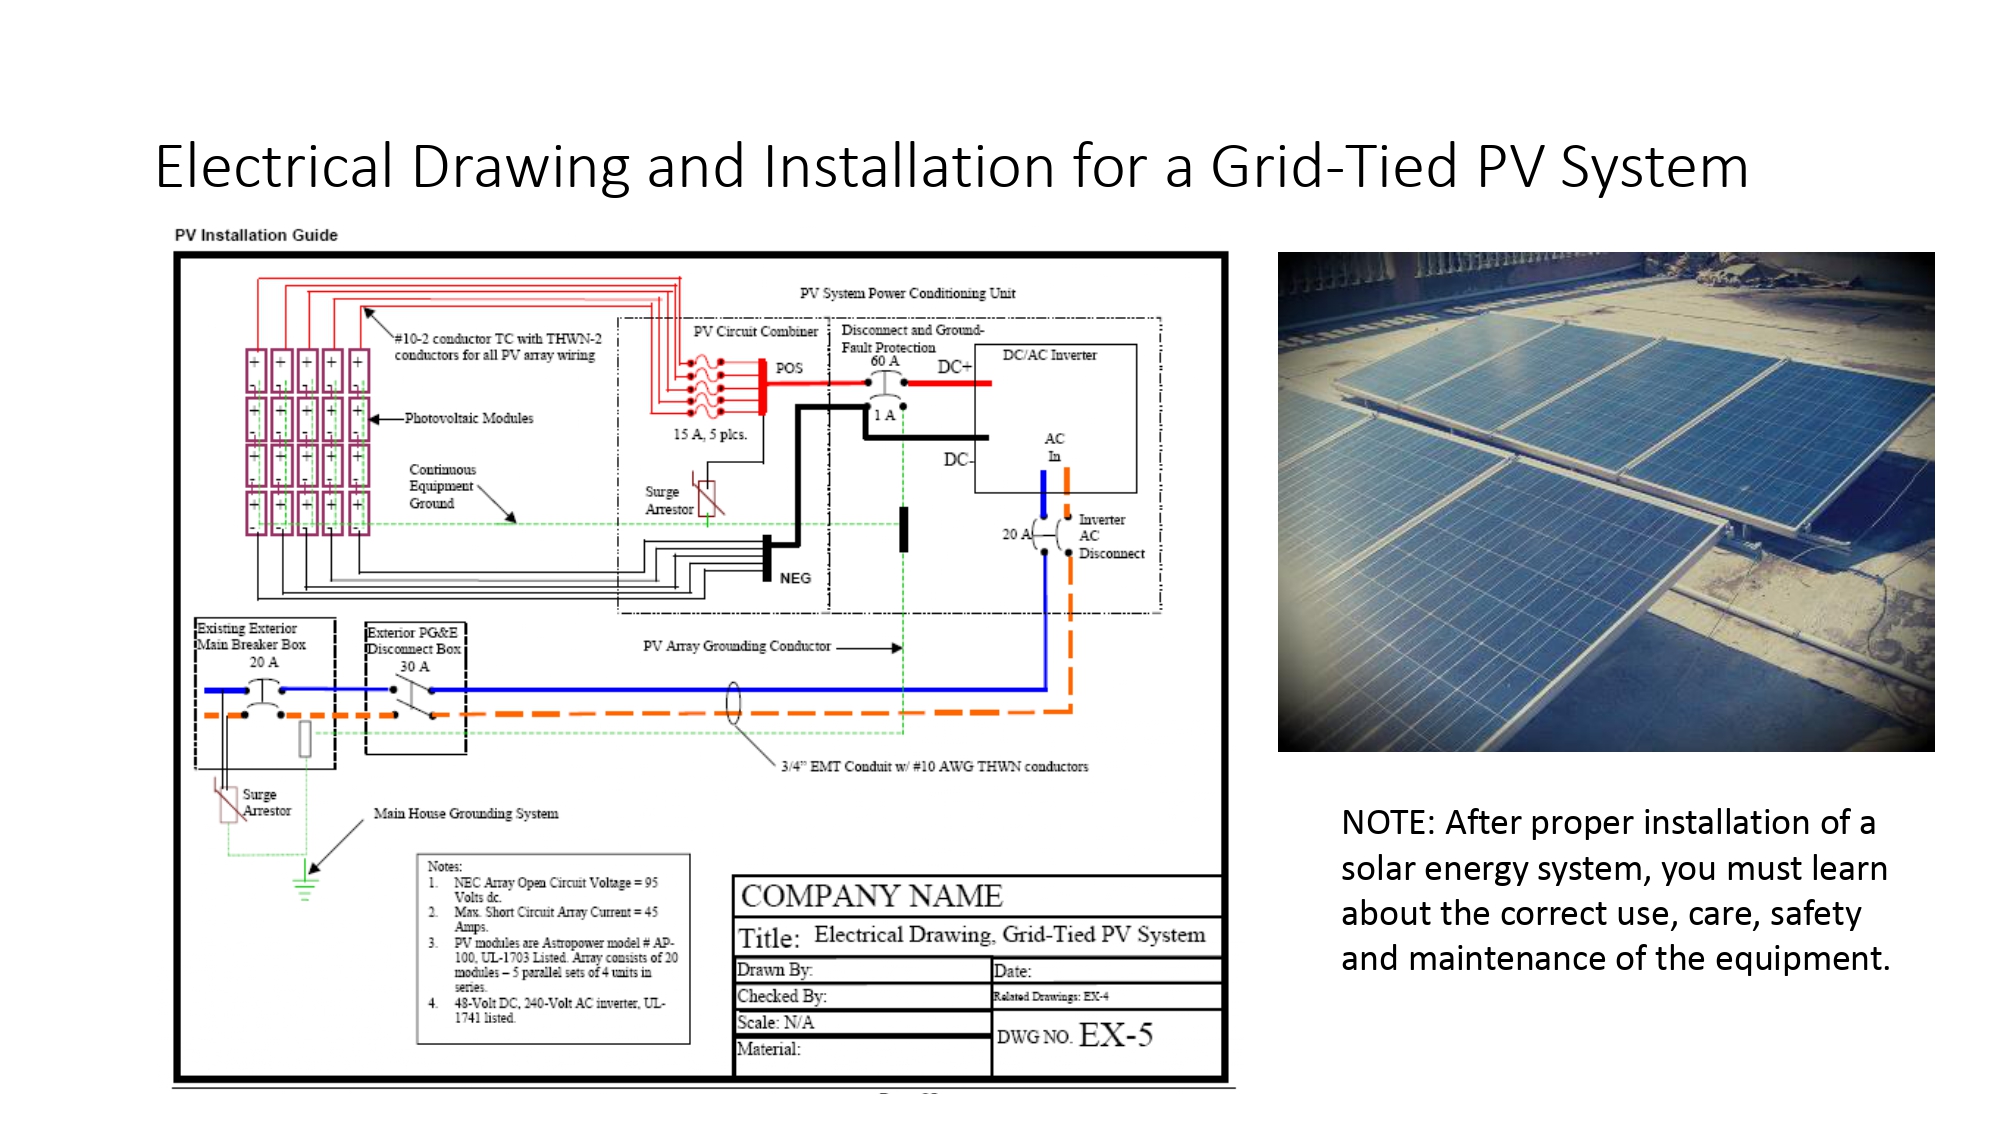 Electrical Drawing and Installation for a Grid-Tied PV System
PV Installation Guide
PV System Power Conditioning Unit
PV Circuit Combiner
Disconnect and Ground-
Fault Protection
60 A
DC/AC Inverter
#10-2 conductor TC with THWN-2
conductors for all PV array wiring
POS
DC+
Photovoltaic Modules
1 A
15 A, 5 plcs.
AC
In
DC-
Continuous
Equipment
Ground
Surge
Arrestor
20 A
Inverter
AC
Disconnect
NEG
Existing Exterior
Main Breaker Box
20 A
Exterior PG&E
Disconnect Box
30 A
PV Array Grounding Conductor
3/4” EMT Conduit w/ #10 AWG THWN conductors
Surge
Arrestor
Main House Grounding System
Notes:
1. NEC Array Open Circuit Voltage = 95
Volts dc.
2. Max. Short Circuit Array Current = 45
Amps.
3. PV modules are Astropower model # AP-
100, UL-1703 Listed. Array consists of 20
modules – 5 parallel sets of 4 units in
series.
4. 48-Volt DC, 240-Volt AC inverter, UL-
1741 listed.
COMPANY NAME
Title: Electrical Drawing, Grid-Tied PV System
Drawn By:
Date:
Checked By:
Related Drawings: EX-4
Scale: N/A
DWG NO. EX-5
Material:
NOTE: After proper installation of a
solar energy system, you must learn
about the correct use, care, safety
and maintenance of the equipment.